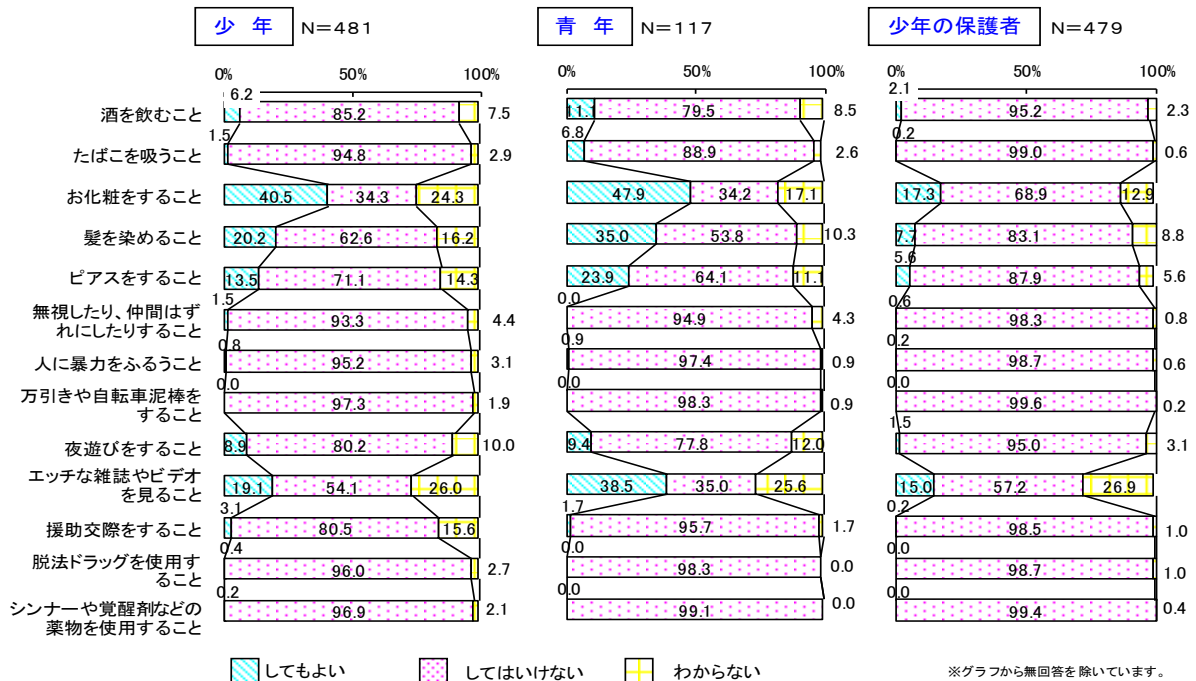 少 年 N=481 青 年 N=117 少年の保護者 N=479
0% 50% 100% 0% 50% 100% 0% 50% 100%
酒を飲むこと 6.2 85.2 7.5 11.1 79.5 8.5 2.1 95.2 2.3
たばこを吸うこと 1.5 94.8 2.9 6.8 88.9 2.6 0.2 99.0 0.6
お化粧をすること 40.5 34.3 24.3 47.9 34.2 17.1 17.3 68.9 12.9
髪を染めること 20.2 62.6 16.2 35.0 53.8 10.3 7.7 83.1 8.8
ピアスをすること 13.5 71.1 14.3 23.9 64.1 11.1 5.6 87.9 5.6
無視したり、仲間はず
れにしたりすること 1.5 93.3 4.4 0.0 94.9 4.3 0.6 98.3 0.8
人に暴力をふるうこと 0.8 95.2 3.1 0.9 97.4 0.9 0.2 98.7 0.6
万引きや自転車泥棒を
すること 0.0 97.3 1.9 0.0 98.3 0.9 0.0 99.6 0.2
夜遊びをすること 8.9 80.2 10.0 9.4 77.8 12.0 1.5 95.0 3.1
エッチな雑誌やビデオ
を見ること 19.1 54.1 26.0 38.5 35.0 25.6 15.0 57.2 26.9
援助交際をすること 3.1 80.5 15.6 1.7 95.7 1.7 0.2 98.5 1.0
脱法ドラッグを使用す
ること 0.4 96.0 2.7 0.0 98.3 0.0 0.0 98.7 1.0
シンナーや覚醒剤などの
薬物を使用すること 0.2 96.9 2.1 0.0 99.1 0.0 0.0 99.4 0.4
してもよい してはいけない わからない ※グラフから無回答を除いています。